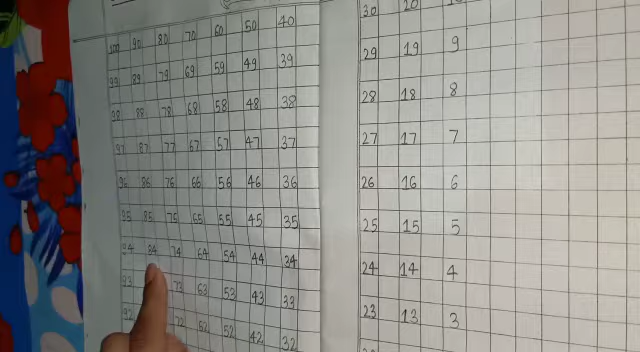 100 90 80 70 60 50 40
99 89 79 69 59 49 39
98 88 78 68 58 48 38
97 87 77 67 57 47 37
96 86 76 66 56 46 36
95 85 75 65 55 45 35
94 84 74 64 54 44 34
93 73 63 53 43 33
92 72 62 52 42 32
30 20
29 19 9
28 18 8
27 17 7
26 16 6
25 15 5
24 14 4
23 13 3